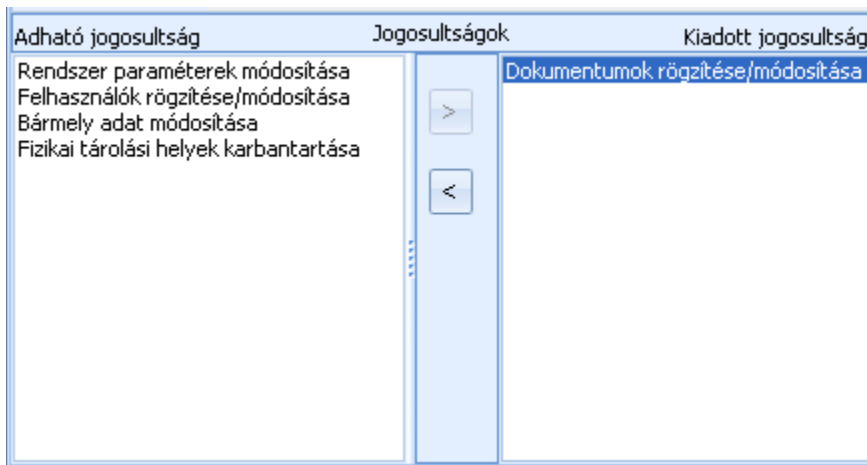 Adható jogosultság Jogosultságok Kiadott jogosultság
Rendszer paraméterek módosítása
Felhasználók rögzítése/módosítása
Bármely adat módosítása
Fizikai tárolási helyek karbantartása
>
<
Dokumentumok rögzítése/módosítása